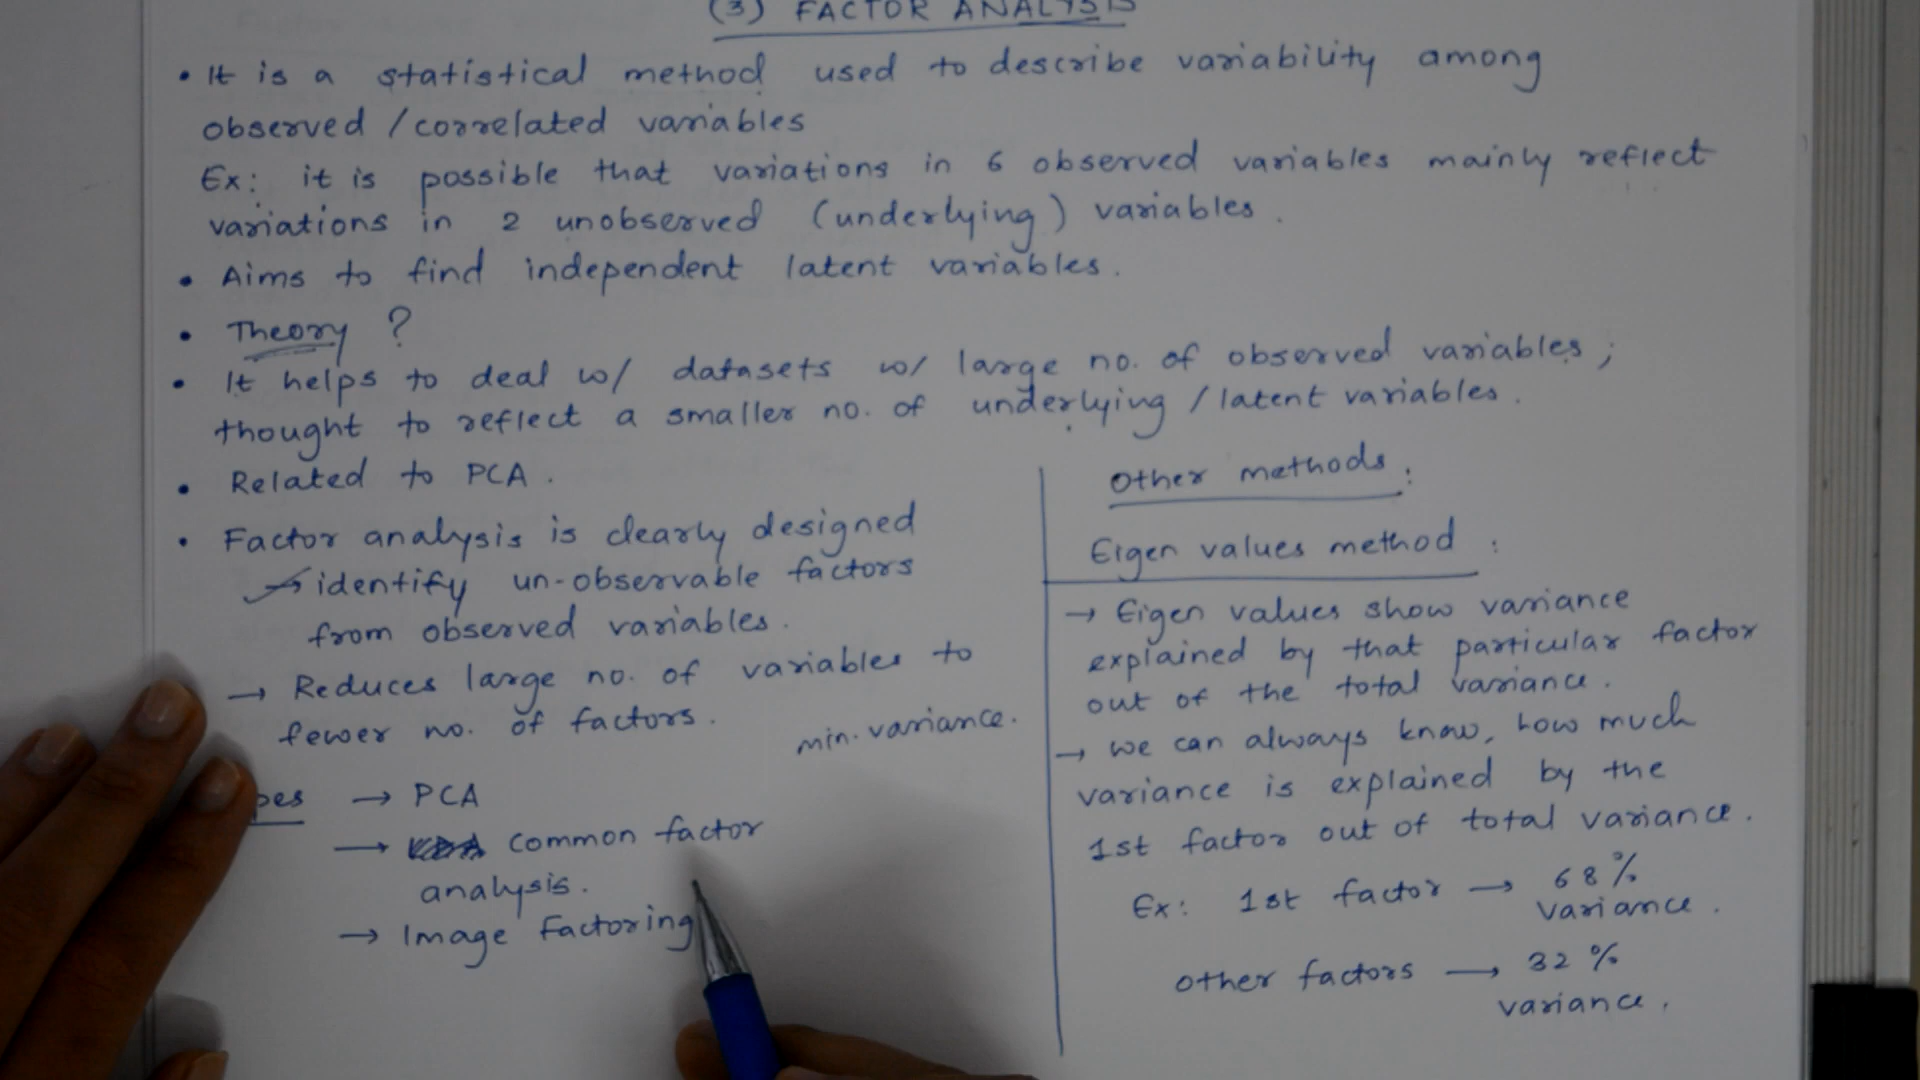 (3) FACTOR ANALYSIS
• It is a statistical method used to describe variability among
observed / correlated variables
Ex: it is possible that variations in 6 observed variables mainly reflect
variations in 2 unobserved (underlying) variables.
• Aims to find independent latent variables.
• Theory ?
• It helps to deal w/ datasets w/ large no. of observed variables;
thought to reflect a smaller no. of underlying / latent variables.
• Related to PCA.
• Factor analysis is clearly designed
→ identify un-observable factors
from observed variables.
→ Reduces large no. of variables to
fewer no. of factors.
min. variance.
pes → PCA
→ common factor
analysis.
→ Image Factoring
Other methods:
Eigen values method:
→ Eigen values show variance
explained by that particular factor
out of the total variance.
→ we can always know, how much
variance is explained by the
1st factor out of total variance.
Ex: 1st factor → 68%
variance.
other factors → 32%
variance.